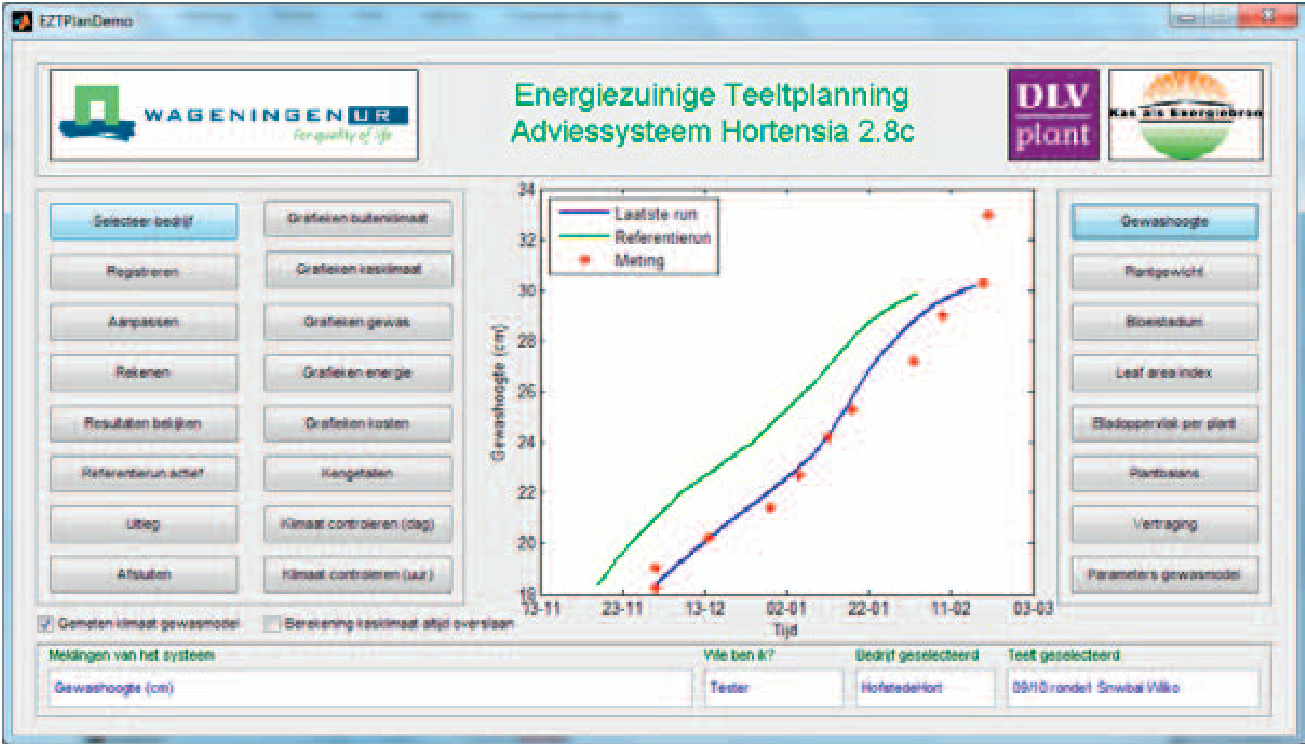 EZTPlanDemo
WAGENINGEN UR
For quality of life
Energiezuinige Teeltplanning
Adviessysteem Hortensia 2.8c
DLV
plant
Kas als Energiebron
Selecteer bedrijf
Registreren
Aanpassen
Rekenen
Resultaten bekijken
Referentierun actief
Uitleg
Afsluiten
Grafieken buitenklimaat
Grafieken kasklimaat
Grafieken gewas
Grafieken energie
Grafieken kosten
Kengetallen
Klimaat controleren (dag)
Klimaat controleren (uur)
Gewashoogte (cm)
34
32
30
28
26
24
22
20
18
Laatste run
Referentierun
Meting
13-11
23-11
13-12
02-01
22-01
11-02
03-03
Tijd
Gewashoogte
Plantgewicht
Bloeistadium
Leaf area index
Bladoppervlak per plant
Plantbalans
Vertraging
Parameters gewasmodel
Gemeten klimaat gewasmodel
Berekening kasklimaat altijd overslaan
Meldingen van het systeem
Gewashoogte (cm)
Wie ben ik?
Tester
Bedrijf geselecteerd
HofstedeHort
Teelt geselecteerd
09/10 ronde1 Snwbal Wilko